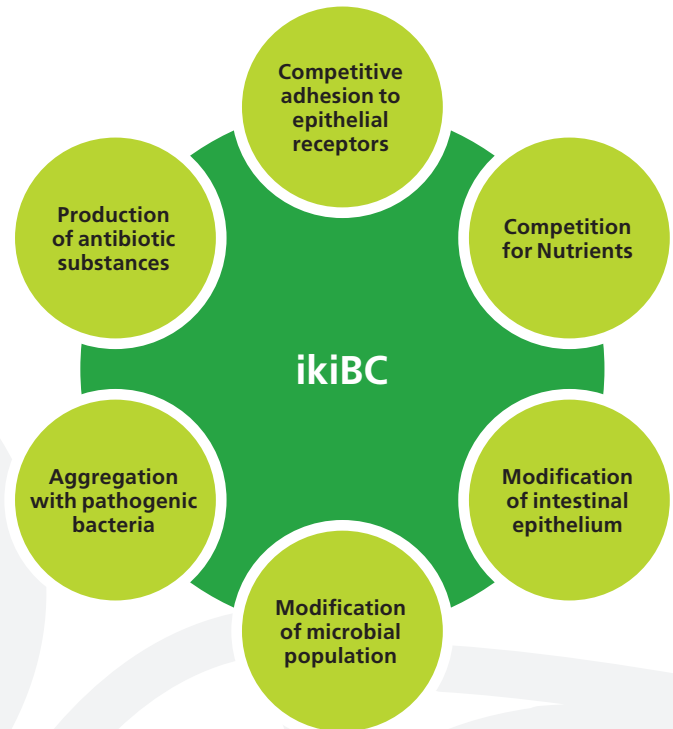 Competitive
adhesion to
epithelial
receptors
Production
of antibiotic
substances
Competition
for Nutrients
ikiBC
Aggregation
with pathogenic
bacteria
Modification
of intestinal
epithelium
Modification
of microbial
population